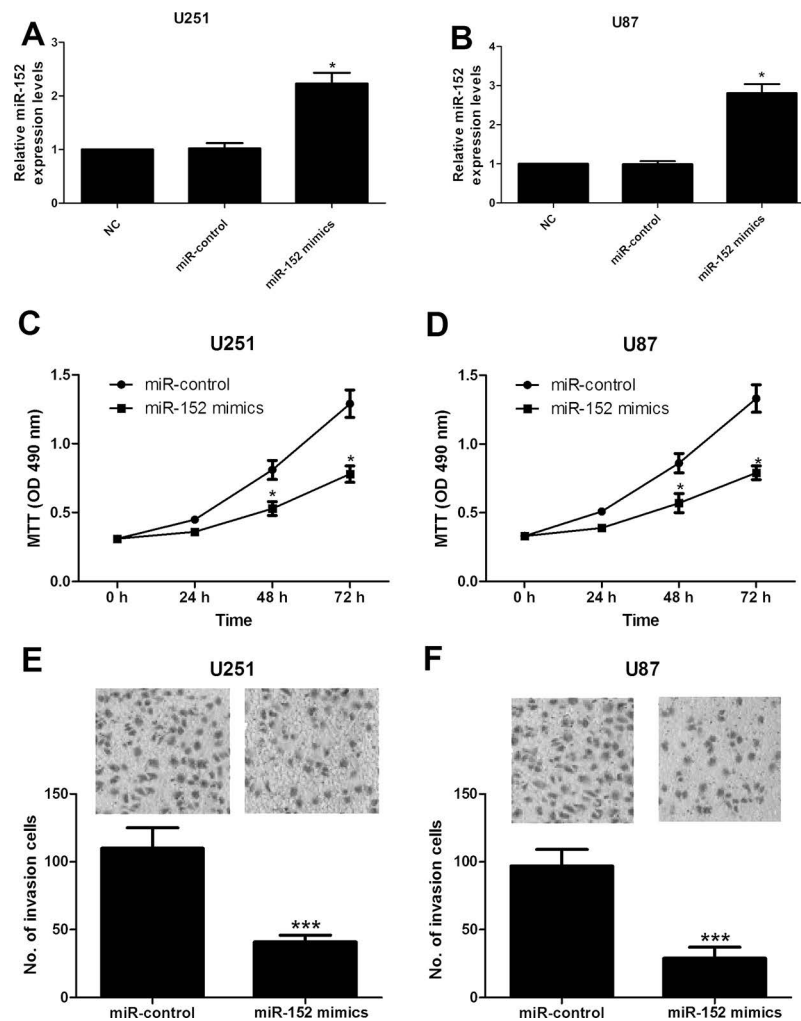 A
U251
Relative miR-152
expression levels
3
2
1
0
*
NC
miR-control
miR-152 mimics
B
U87
Relative miR-152
expression levels
4
3
2
1
0
*
NC
miR-control
miR-152 mimics
C
U251
MTT (OD 490 nm)
1.5
1.0
0.5
0.0
miR-control
miR-152 mimics
*
*
0 h
24 h
48 h
72 h
Time
D
U87
MTT (OD 490 nm)
1.5
1.0
0.5
0.0
miR-control
miR-152 mimics
*
*
0 h
24 h
48 h
72 h
Time
E
U251
No. of invasion cells
150
100
50
0
***
miR-control
miR-152 mimics
F
U87
No. of invasion cells
150
100
50
0
***
miR-control
miR-152 mimics